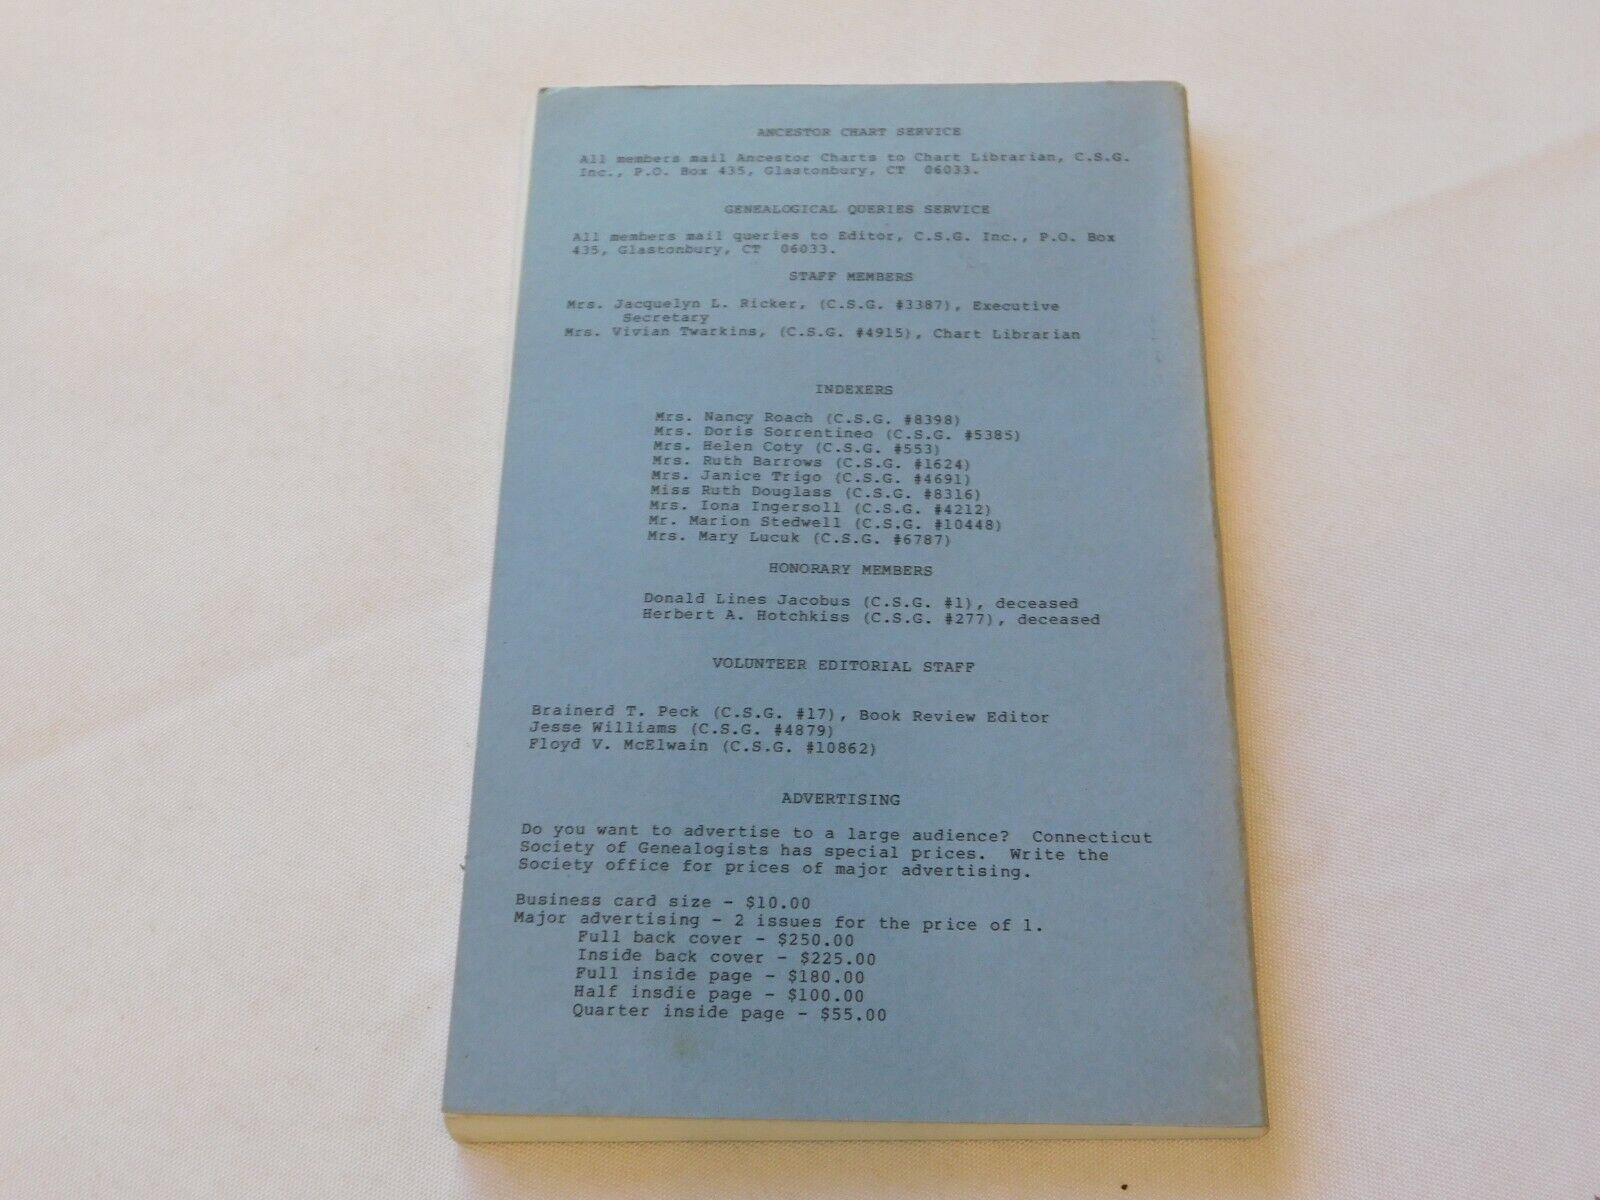 ANCESTOR CHART SERVICE
All members mail Ancestor Charts to Chart Librarian, C.S.G.
Inc., P.O. Box 435, Glastonbury, CT 06033.
GENEALOGICAL QUERIES SERVICE
All members mail queries to Editor, C.S.G. Inc., P.O. Box
435, Glastonbury, CT 06033.
STAFF MEMBERS
Mrs. Jacquelyn L. Ricker, (C.S.G. #3387), Executive
Secretary
Mrs. Vivian Twarkins, (C.S.G. #4915), Chart Librarian
INDEXERS
Mrs. Nancy Roach (C.S.G. #8398)
Mrs. Doris Sorrentineo (C.S.G. #5385)
Mrs. Helen Coty (C.S.G. #553)
Mrs. Ruth Barrows (C.S.G. #1624)
Mrs. Janice Trigo (C.S.G. #4691)
Miss Ruth Douglass (C.S.G. #8316)
Mrs. Iona Ingersoll (C.S.G. #4212)
Mr. Marion Stedwell (C.S.G. #10448)
Mrs. Mary Lucuk (C.S.G. #6787)
HONORARY MEMBERS
Donald Lines Jacobus (C.S.G. #1), deceased
Herbert A. Hotchkiss (C.S.G. #277), deceased
VOLUNTEER EDITORIAL STAFF
Brainerd T. Peck (C.S.G. #17), Book Review Editor
Jesse Williams (C.S.G. #4879)
Floyd V. McElwain (C.S.G. #10862)
ADVERTISING
Do you want to advertise to a large audience? Connecticut
Society of Genealogists has special prices. Write the
Society office for prices of major advertising.
Business card size - $10.00
Major advertising - 2 issues for the price of 1.
Full back cover - $250.00
Inside back cover - $225.00
Full inside page - $180.00
Half insdie page - $100.00
Quarter inside page - $55.00